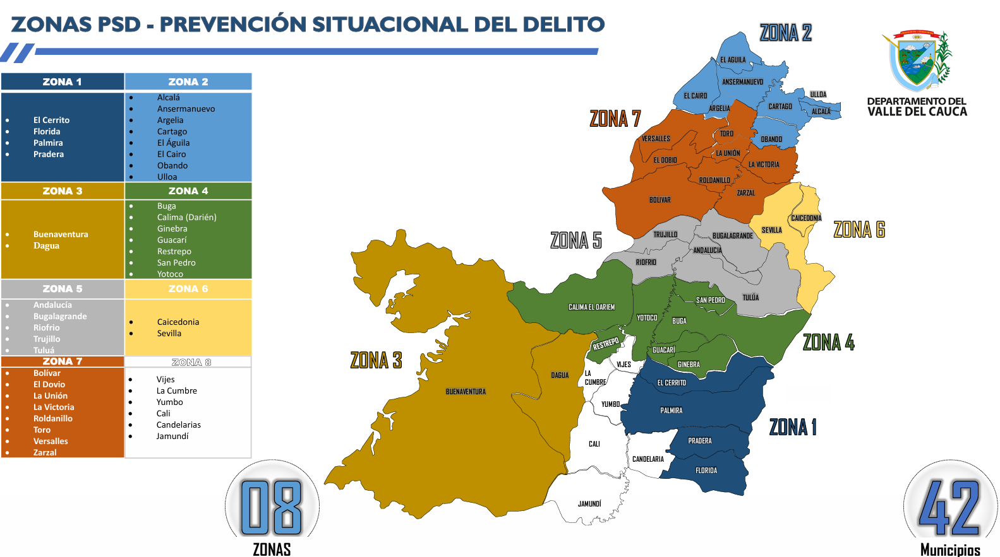 ZONAS PSD - PREVENCIÓN SITUACIONAL DEL DELITO
DEPARTAMENTO DEL
VALLE DEL CAUCA
ZONA 1
El Cerrito
Florida
Palmira
Pradera
ZONA 2
Alcalá
Ansermanuevo
Argelia
Cartago
El Águila
El Cairo
Obando
Ulloa
ZONA 3
Buenaventura
Dagua
ZONA 4
Buga
Calima (Darién)
Ginebra
Guacarí
Restrepo
San Pedro
Yotoco
ZONA 5
Andalucía
Bugalagrande
Riofrio
Trujillo
Tuluá
ZONA 6
Caicedonia
Sevilla
ZONA 7
Bolívar
El Dovio
La Unión
La Victoria
Roldanillo
Toro
Versalles
Zarzal
ZONA 8
Vijes
La Cumbre
Yumbo
Cali
Candelarias
Jamundí
ZONA 2
EL AGUILA
ANSERMANUEVO
EL CAIRO
ARGELIA
CARTAGO
ULLOA
ALCALÁ
OBANDO
ZONA 7
VERSALLES
TORO
EL DOBIO
LA UNIÓN
LA VICTORIA
ROLDANILLO
ZARZAL
BOLIVAR
ZONA 6
CAICEDONIA
SEVILLA
ZONA 5
TRUJILLO
BUGALAGRANDE
ANDALUCIA
RIOFRIO
TULÚA
CALIMA EL DARIEM
SAN PEDRO
YOTOCO
BUGA
ZONA 4
RESTREPO
GUACARÍ
GINEBRA
ZONA 3
DAGUA
BUENAVENTURA
VIJES
LA
CUMBRE
YUMBO
CALI
CANDELARIA
JAMUNDÍ
EL CERRITO
PALMIRA
ZONA 1
PRADERA
FLORIDA
08
ZONAS
42
Municipios